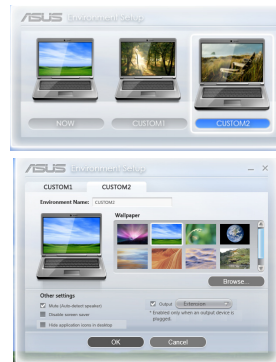 ASUS Environment Setup
NOW
CUSTOM1
CUSTOM2
ASUS Environment Setup
CUSTOM1
CUSTOM2
Environment Name: CUSTOM2
Wallpaper
Browse...
Other settings
Mute (Auto detect speaker)
Disable screen saver
Hide application icons in desktop
Output
Extension
* Enabled only when an output device is
plugged.
OK
Cancel